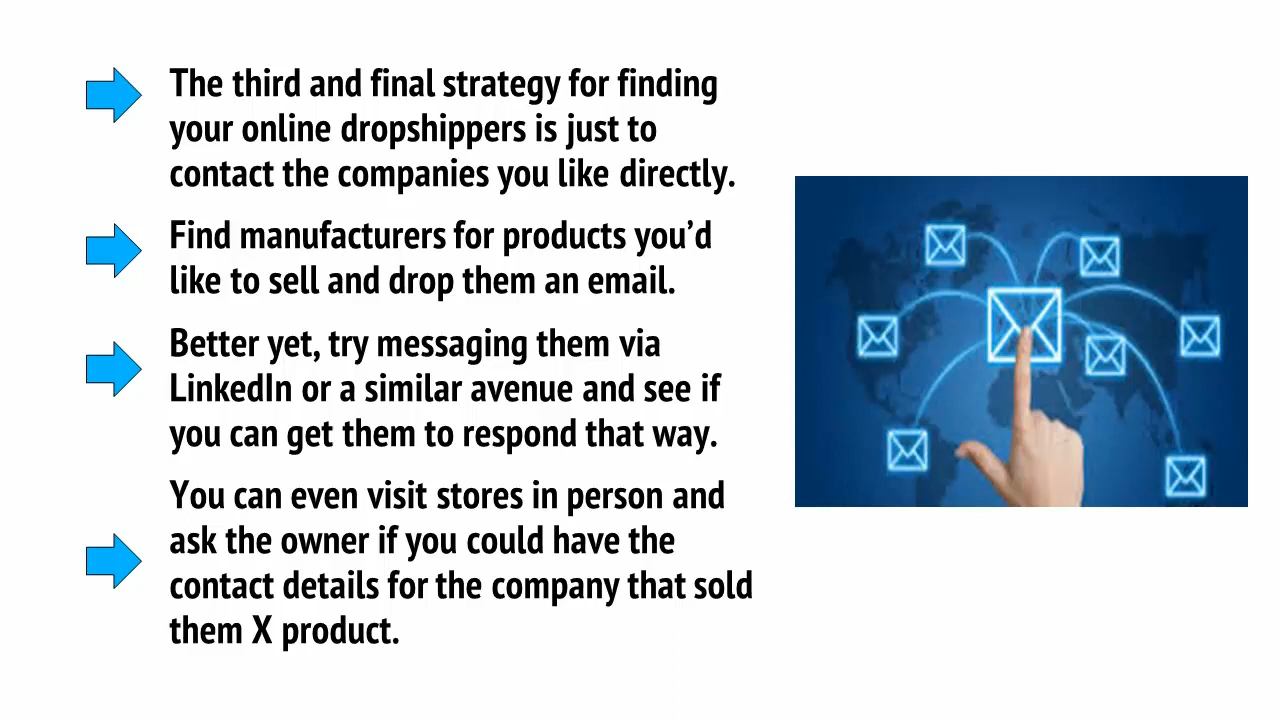 The third and final strategy for finding
your online dropshippers is just to
contact the companies you like directly.
Find manufacturers for products you’d
like to sell and drop them an email.
Better yet, try messaging them via
LinkedIn or a similar avenue and see if
you can get them to respond that way.
You can even visit stores in person and
ask the owner if you could have the
contact details for the company that sold
them X product.